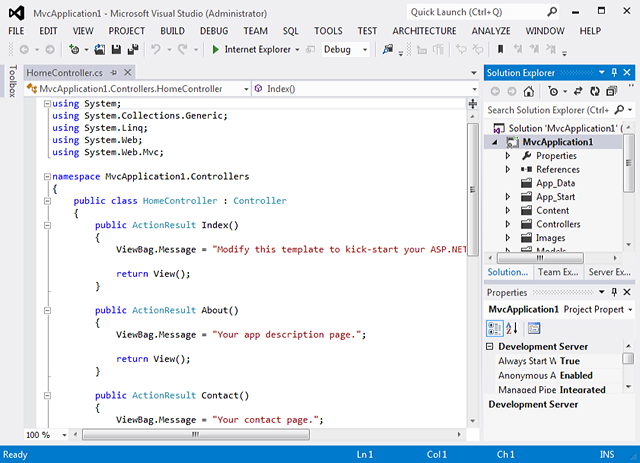 MvcApplication1 - Microsoft Visual Studio (Administrator)
Quick Launch (Ctrl+Q)
FILE EDIT VIEW PROJECT BUILD DEBUG TEAM SQL TOOLS TEST ARCHITECTURE ANALYZE WINDOW HELP
Internet Explorer Debug
Toolbox
HomeController.cs
MvcApplication1.Controllers.HomeController Index()
using System;
using System.Collections.Generic;
using System.Linq;
using System.Web;
using System.Web.Mvc;
namespace MvcApplication1.Controllers
{
public class HomeController : Controller
{
public ActionResult Index()
{
ViewBag.Message = "Modify this template to kick-start your ASP.NET
return View();
}
public ActionResult About()
{
ViewBag.Message = "Your app description page.";
return View();
}
public ActionResult Contact()
{
ViewBag.Message = "Your contact page.";
100 %
Solution Explorer
Search Solution Explorer (Ctrl+
Solution 'MvcApplication1' (
MvcApplication1
Properties
References
App_Data
App_Start
Content
Controllers
Images
Models
Solution... Team Ex... Server Ex...
Properties
MvcApplication1 Project Propert
Development Server
Always Start W True
Anonymous A Enabled
Managed Pipe Integrated
Development Server
Ready Ln 1 Col 1 Ch 1 INS